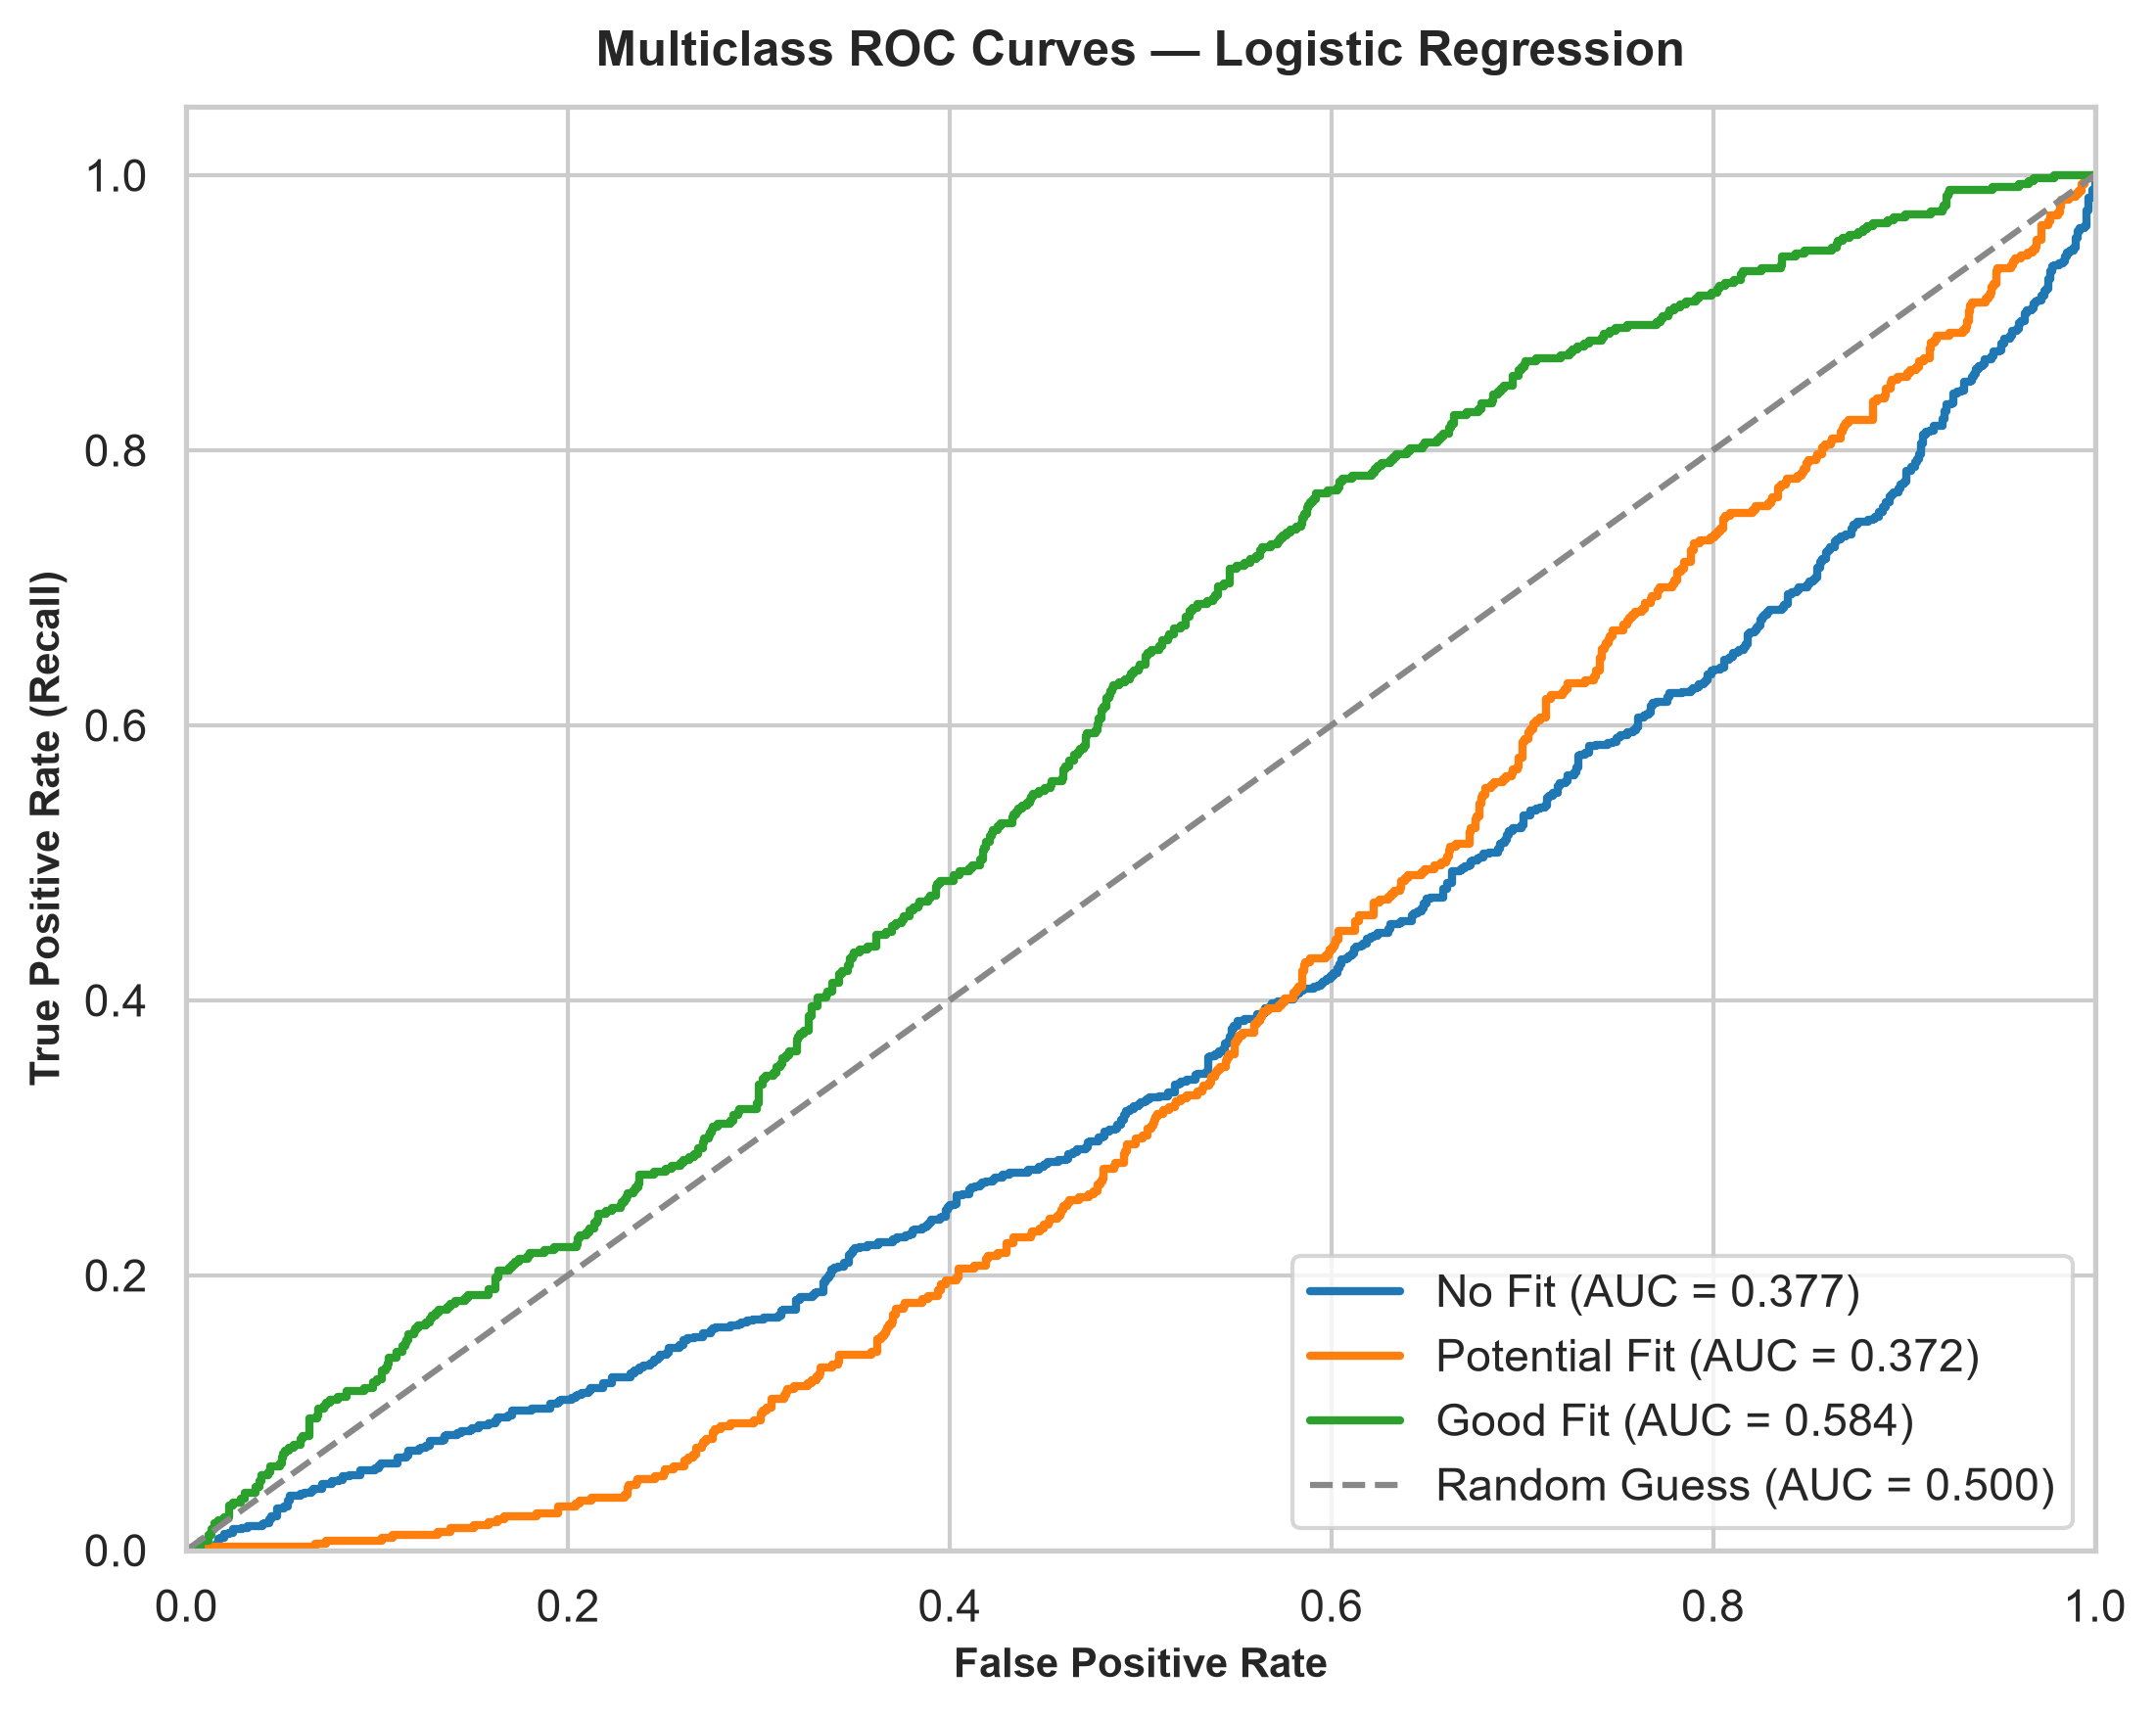 Multiclass ROC Curves — Logistic Regression
True Positive Rate (Recall)
1.0
0.8
0.6
0.4
0.2
0.0
0.0 0.2 0.4 0.6 0.8 1.0
False Positive Rate
No Fit (AUC = 0.377)
Potential Fit (AUC = 0.372)
Good Fit (AUC = 0.584)
Random Guess (AUC = 0.500)